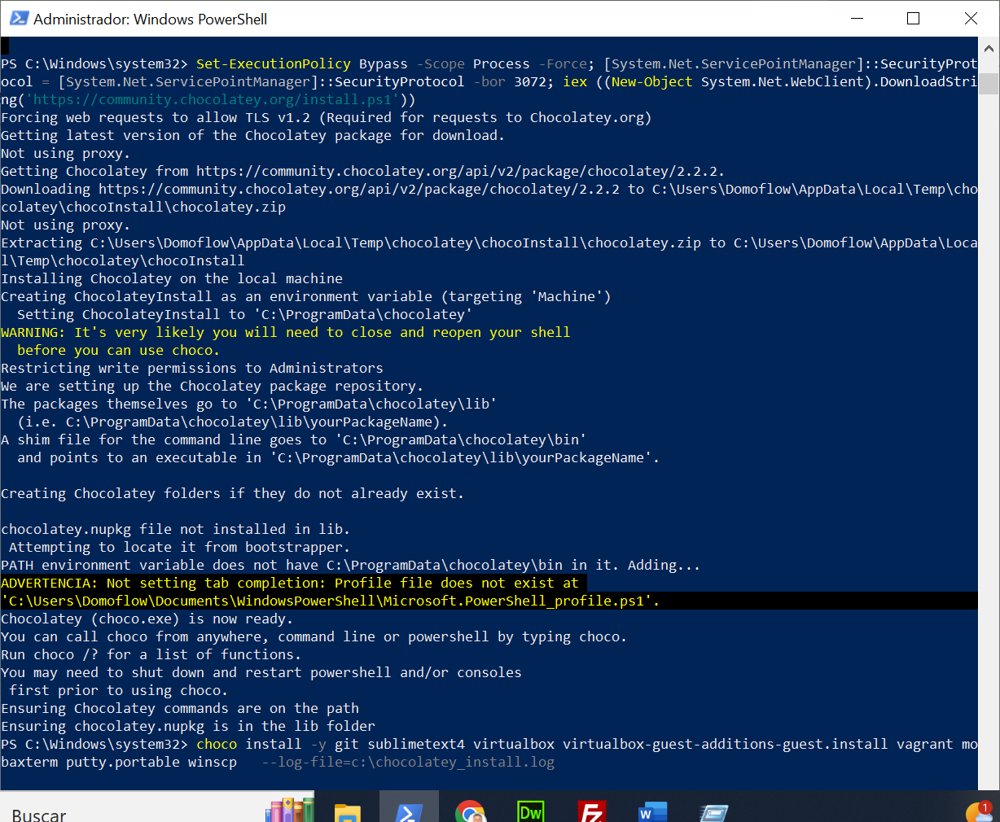 Administrador: Windows PowerShell
PS C:\Windows\system32> Set-ExecutionPolicy Bypass -Scope Process -Force; [System.Net.ServicePointManager]::SecurityProt
ocol = [System.Net.ServicePointManager]::SecurityProtocol -bor 3072; iex ((New-Object System.Net.WebClient).DownloadStri
ng('https://community.chocolatey.org/install.ps1'))
Forcing web requests to allow TLS v1.2 (Required for requests to Chocolatey.org)
Getting latest version of the Chocolatey package for download.
Not using proxy.
Getting Chocolatey from https://community.chocolatey.org/api/v2/package/chocolatey/2.2.2.
Downloading https://community.chocolatey.org/api/v2/package/chocolatey/2.2.2 to C:\Users\Domoflow\AppData\Local\Temp\cho
colatey\chocoInstall\chocolatey.zip
Not using proxy.
Extracting C:\Users\Domoflow\AppData\Local\Temp\chocolatey\chocoInstall\chocolatey.zip to C:\Users\Domoflow\AppData\Loca
l\Temp\chocolatey\chocoInstall
Installing Chocolatey on the local machine
Creating ChocolateyInstall as an environment variable (targeting 'Machine')
  Setting ChocolateyInstall to 'C:\ProgramData\chocolatey'
WARNING: It's very likely you will need to close and reopen your shell
  before you can use choco.
Restricting write permissions to Administrators
We are setting up the Chocolatey package repository.
The packages themselves go to 'C:\ProgramData\chocolatey\lib'
  (i.e. C:\ProgramData\chocolatey\lib\yourPackageName).
A shim file for the command line goes to 'C:\ProgramData\chocolatey\bin'
  and points to an executable in 'C:\ProgramData\chocolatey\lib\yourPackageName'.
Creating Chocolatey folders if they do not already exist.
chocolatey.nupkg file not installed in lib.
 Attempting to locate it from bootstrapper.
PATH environment variable does not have C:\ProgramData\chocolatey\bin in it. Adding...
ADVERTENCIA: Not setting tab completion: Profile file does not exist at
'C:\Users\Domoflow\Documents\WindowsPowerShell\Microsoft.PowerShell_profile.ps1'.
Chocolatey (choco.exe) is now ready.
You can call choco from anywhere, command line or powershell by typing choco.
Run choco /? for a list of functions.
You may need to shut down and restart powershell and/or consoles
 first prior to using choco.
Ensuring Chocolatey commands are on the path
Ensuring chocolatey.nupkg is in the lib folder
PS C:\Windows\system32> choco install -y git sublimetext4 virtualbox virtualbox-guest-additions-guest.install vagrant mo
baxterm putty.portable winscp   --log-file=c:\chocolatey_install.log
Buscar
Dw
Fz
W
1